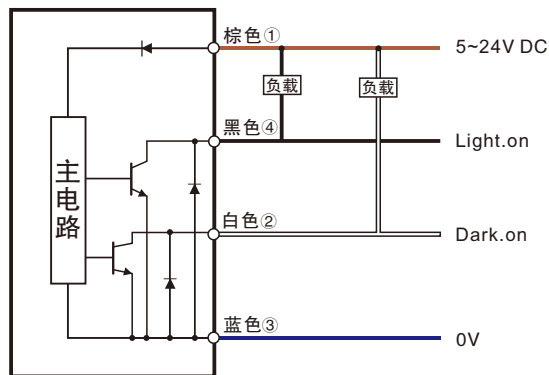 棕色① 5~24V DC
负载 负载
黑色④ Light.on
主电路
白色② Dark.on
蓝色③ 0V